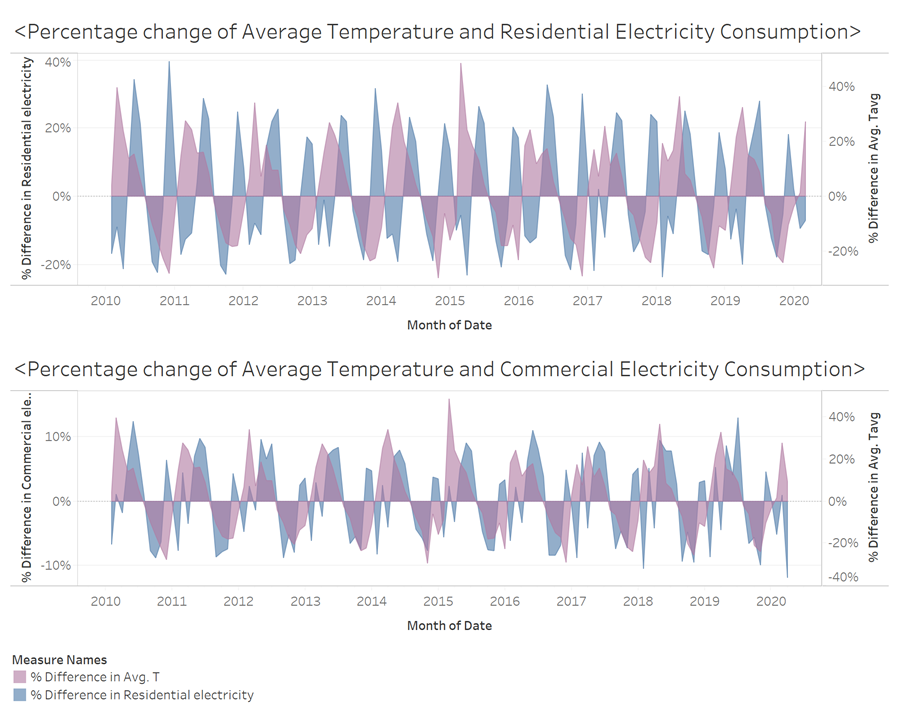 <Percentage change of Average Temperature and Residential Electricity Consumption>
% Difference in Residential electricity
40%
20%
0%
-20%
40%
20%
0%
-20%
% Difference in Avg. Tavg
2010 2011 2012 2013 2014 2015 2016 2017 2018 2019 2020
Month of Date
<Percentage change of Average Temperature and Commercial Electricity Consumption>
% Difference in Commercial ele..
10%
0%
-10%
40%
20%
0%
-20%
-40%
% Difference in Avg. Tavg
2010 2011 2012 2013 2014 2015 2016 2017 2018 2019 2020
Month of Date
Measure Names
% Difference in Avg. T
% Difference in Residential electricity